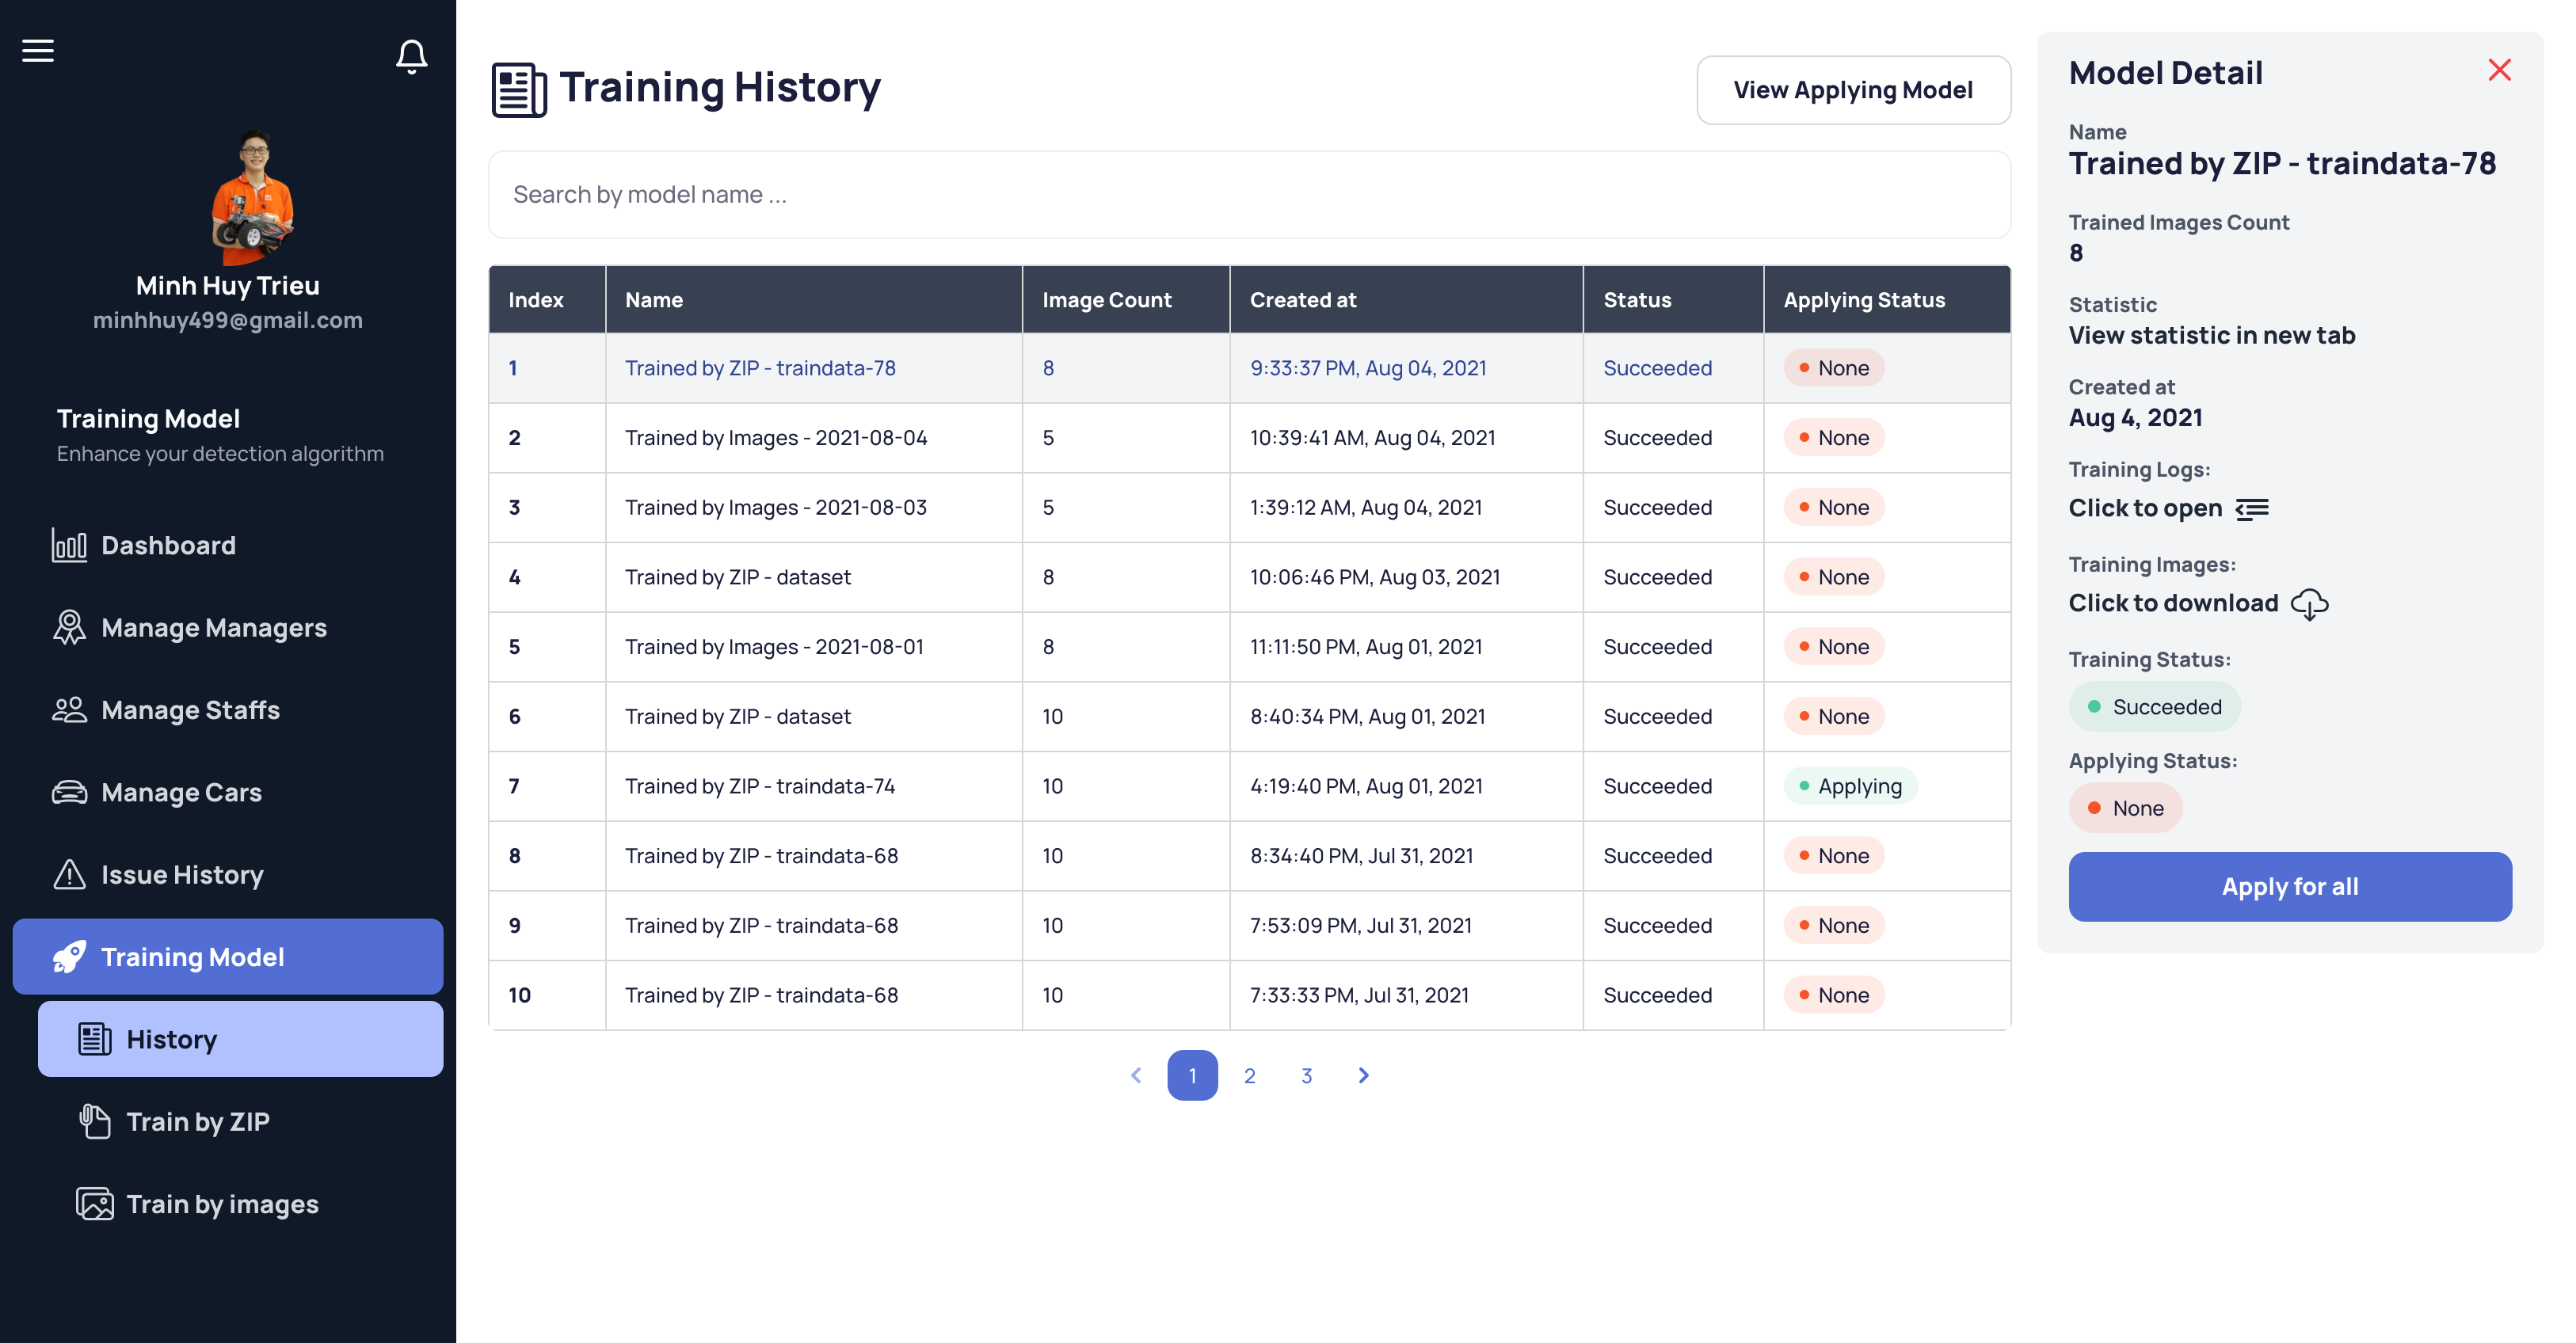 Minh Huy Trieu
minhhuy499@gmail.com
Training Model
Enhance your detection algorithm
Dashboard
Manage Managers
Manage Staffs
Manage Cars
Issue History
Training Model
History
Train by ZIP
Train by images
Training History
View Applying Model
Search by model name ...
Index Name Image Count Created at Status Applying Status
1 Trained by ZIP - traindata-78 8 9:33:37 PM, Aug 04, 2021 Succeeded None
2 Trained by Images - 2021-08-04 5 10:39:41 AM, Aug 04, 2021 Succeeded None
3 Trained by Images - 2021-08-03 5 1:39:12 AM, Aug 04, 2021 Succeeded None
4 Trained by ZIP - dataset 8 10:06:46 PM, Aug 03, 2021 Succeeded None
5 Trained by Images - 2021-08-01 8 11:11:50 PM, Aug 01, 2021 Succeeded None
6 Trained by ZIP - dataset 10 8:40:34 PM, Aug 01, 2021 Succeeded None
7 Trained by ZIP - traindata-74 10 4:19:40 PM, Aug 01, 2021 Succeeded Applying
8 Trained by ZIP - traindata-68 10 8:34:40 PM, Jul 31, 2021 Succeeded None
9 Trained by ZIP - traindata-68 10 7:53:09 PM, Jul 31, 2021 Succeeded None
10 Trained by ZIP - traindata-68 10 7:33:33 PM, Jul 31, 2021 Succeeded None
1 2 3
Model Detail
Name
Trained by ZIP - traindata-78
Trained Images Count
8
Statistic
View statistic in new tab
Created at
Aug 4, 2021
Training Logs:
Click to open
Training Images:
Click to download
Training Status:
Succeeded
Applying Status:
None
Apply for all